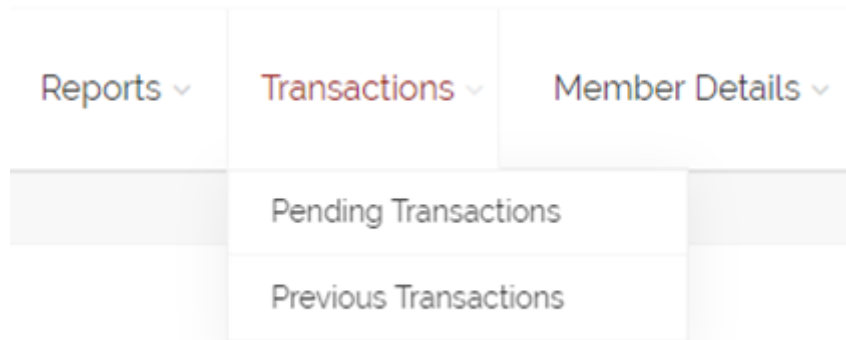 Reports Transactions Member Details
Pending Transactions
Previous Transactions